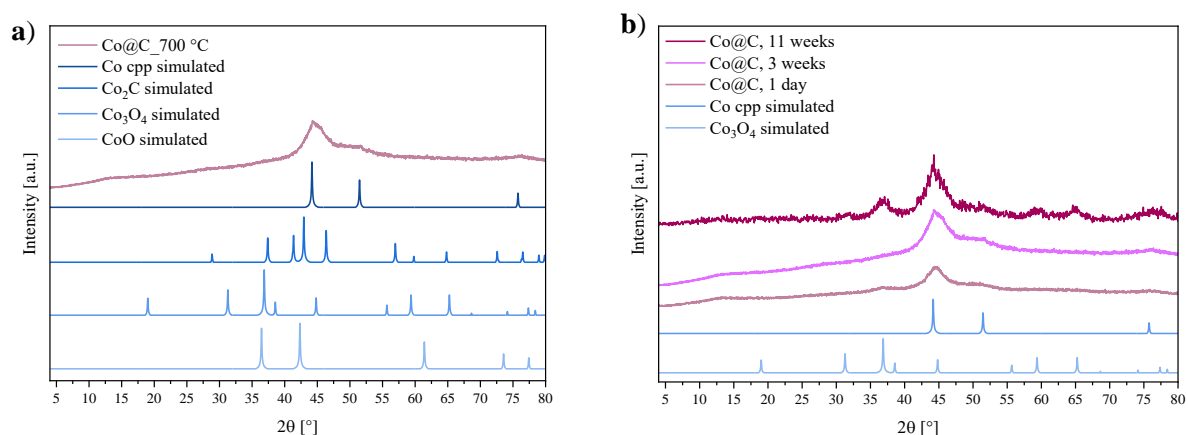 a)
Co@C_700 °C
Co cpp simulated
Co₂C simulated
Co₃O₄ simulated
CoO simulated
Intensity [a.u.]
5 10 15 20 25 30 35 40 45 50 55 60 65 70 75 80
2θ [°]
b)
Co@C, 11 weeks
Co@C, 3 weeks
Co@C, 1 day
Co cpp simulated
Co₃O₄ simulated
Intensity [a.u.]
5 10 15 20 25 30 35 40 45 50 55 60 65 70 75 80
2θ [°]